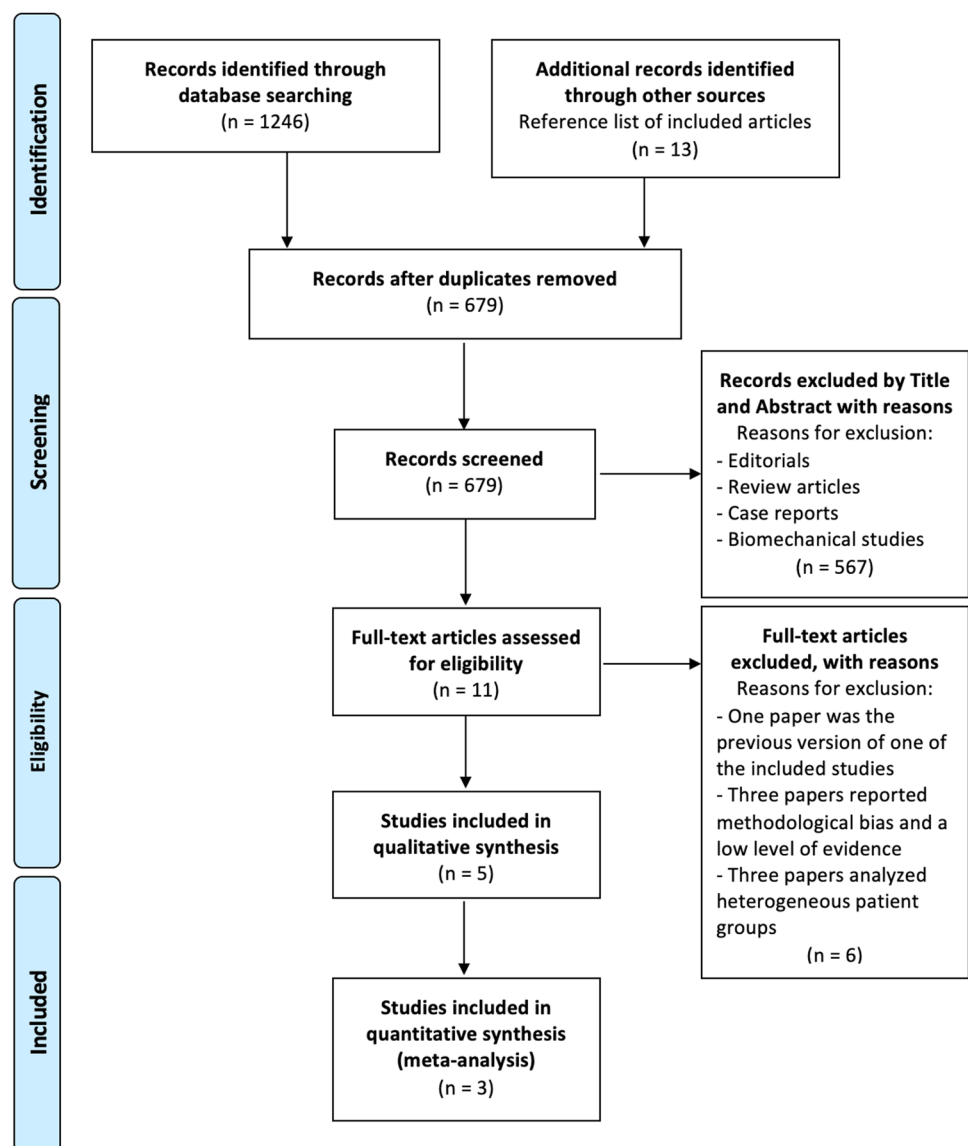 Identification
Records identified through
database searching
(n = 1246)
Additional records identified
through other sources
Reference list of included articles
(n = 13)
Records after duplicates removed
(n = 679)
Screening
Records screened
(n = 679)
Records excluded by Title
and Abstract with reasons
Reasons for exclusion:
- Editorials
- Review articles
- Case reports
- Biomechanical studies
(n = 567)
Eligibility
Full-text articles assessed
for eligibility
(n = 11)
Full-text articles
excluded, with reasons
Reasons for exclusion:
- One paper was the
previous version of one of
the included studies
- Three papers reported
methodological bias and a
low level of evidence
- Three papers analyzed
heterogeneous patient
groups
(n = 6)
Studies included in
qualitative synthesis
(n = 5)
Included
Studies included in
quantitative synthesis
(meta-analysis)
(n = 3)